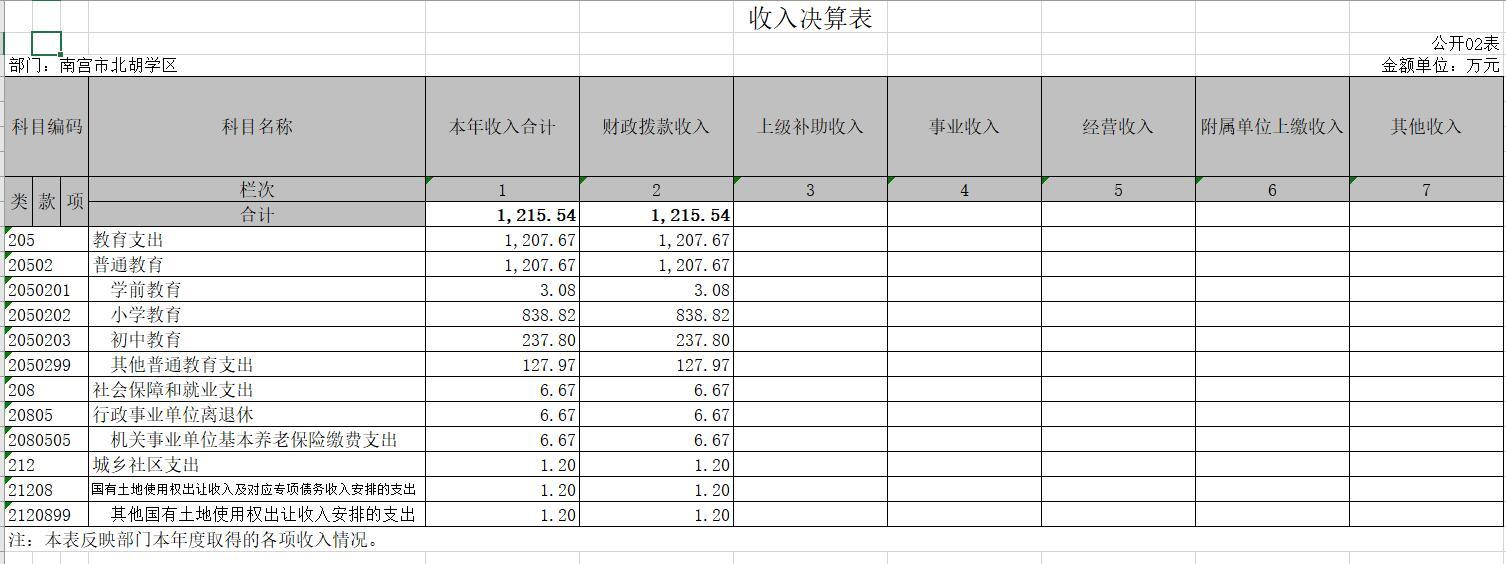 收入决算表
公开02表
部门：南宫市北胡学区 金额单位：万元
科目编码 科目名称 本年收入合计 财政拨款收入 上级补助收入 事业收入 经营收入 附属单位上缴收入 其他收入
类 款 项 栏次 1 2 3 4 5 6 7
合计 1,215.54 1,215.54
205 教育支出 1,207.67 1,207.67
20502 普通教育 1,207.67 1,207.67
2050201 学前教育 3.08 3.08
2050202 小学教育 838.82 838.82
2050203 初中教育 237.80 237.80
2050299 其他普通教育支出 127.97 127.97
208 社会保障和就业支出 6.67 6.67
20805 行政事业单位离退休 6.67 6.67
2080505 机关事业单位基本养老保险缴费支出 6.67 6.67
212 城乡社区支出 1.20 1.20
21208 国有土地使用权出让收入及对应专项债务收入安排的支出 1.20 1.20
2120899 其他国有土地使用权出让收入安排的支出 1.20 1.20
注：本表反映部门本年度取得的各项收入情况。